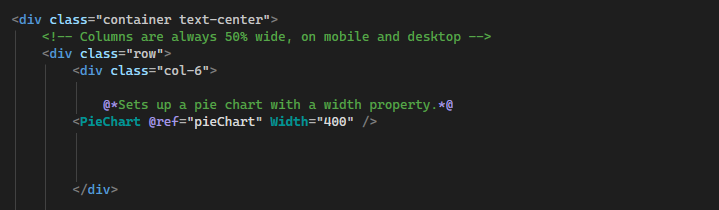 <div class="container text-center">
<!-- Columns are always 50% wide, on mobile and desktop -->
<div class="row">
<div class="col-6">
@*Sets up a pie chart with a width property.*@
<PieChart @ref="pieChart" Width="400" />
</div>